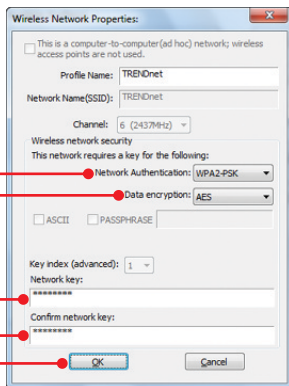 Wireless Network Properties:
This is a computer-to-computer(ad hoc) network; wireless
access points are not used.
Profile Name: TRENDnet
Network Name(SSID): TRENDnet
Channel: 6 (2437MHz)
Wireless network security
This network requires a key for the following:
Network Authentication: WPA2-PSK
Data encryption: AES
ASCII PASSPHRASE
Key index (advanced): 1
Network key:
********
Confirm network key:
********
OK Cancel